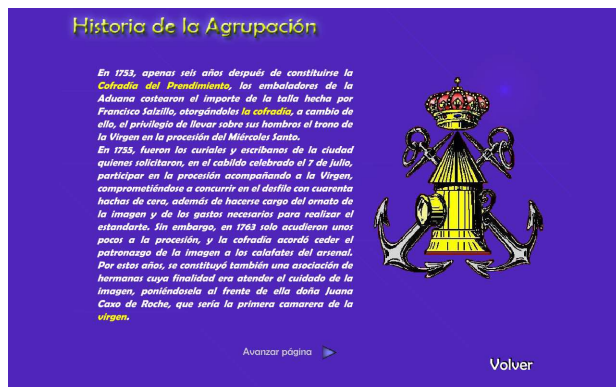 Historia de la Agrupación
En 1753, apenas seis años después de constituirse la
Cofradía del Prendimiento, los embaladores de la
Aduana costearon el importe de la talla hecha por
Francisco Salzillo, otorgándoles la cofradía, a cambio de
ello, el privilegio de llevar sobre sus hombros el trono de
la Virgen en la procesión del Miércoles Santo.
En 1755, fueron los curiales y escribanos de la ciudad
quienes solicitaron, en el cabildo celebrado el 7 de julio,
participar en la procesión acompañando a la Virgen,
comprometiéndose a concurrir en el desfile con cuarenta
hachas de cera, además de hacerse cargo del ornato de
la imagen y de los gastos necesarios para realizar el
estandarte. Sin embargo, en 1763 solo acudieron unos
pocos a la procesión, y la cofradía acordó ceder el
patronazgo de la imagen a los calafates del arsenal.
Por estos años, se constituyó también una asociación de
hermanas cuya finalidad era atender el cuidado de la
imagen, poniéndosela al frente de ella doña Juana
Caxo de Roche, que sería la primera camarera de la
virgen.
Avanzar página
Volver